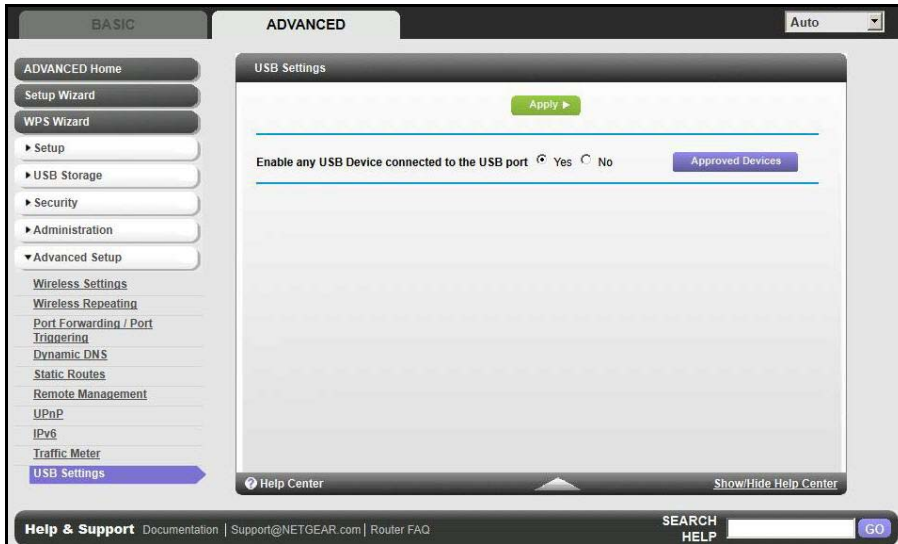 BASIC
ADVANCED
Auto
ADVANCED Home
Setup Wizard
WPS Wizard
Setup
USB Storage
Security
Administration
Advanced Setup
Wireless Settings
Wireless Repeating
Port Forwarding / Port
Triggering
Dynamic DNS
Static Routes
Remote Management
UPnP
IPv6
Traffic Meter
USB Settings
USB Settings
Apply
Enable any USB Device connected to the USB port Yes No
Approved Devices
Help Center
Show/Hide Help Center
Help & Support Documentation | Support@NETGEAR.com | Router FAQ
SEARCH
HELP
GO